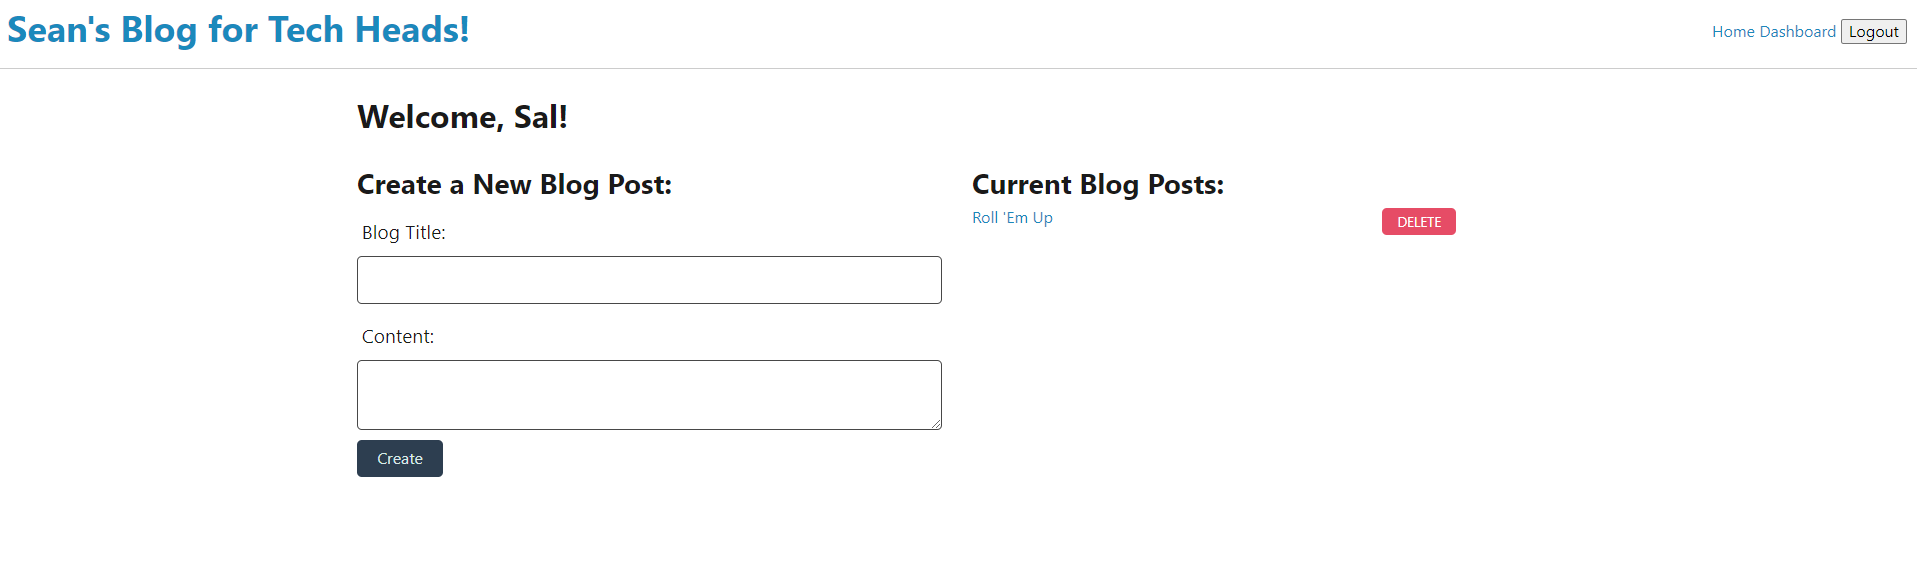 Sean's Blog for Tech Heads!
Home Dashboard Logout
Welcome, Sal!
Create a New Blog Post:
Blog Title:
Content:
Create
Current Blog Posts:
Roll 'Em Up
DELETE